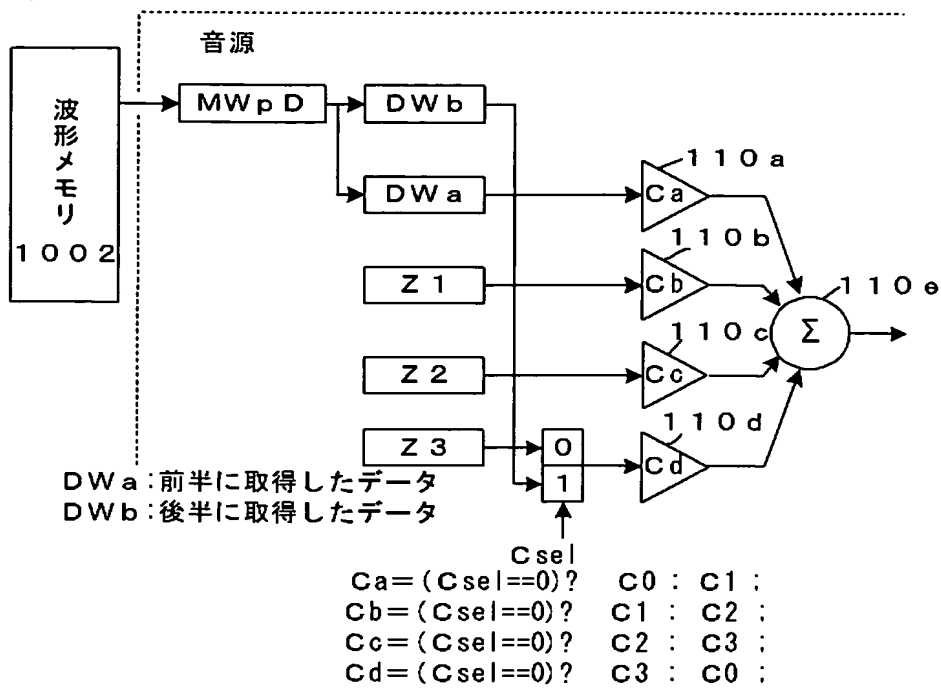 音源
波形メモリ
1002
MWpD
DWb
DWa
Z1
Z2
Z3
0
1
Ca
Cb
Cc
Cd
110a
110b
110c
110d
110e
Σ
DWa:前半に取得したデータ
DWb:後半に取得したデータ
Csel
Ca=(Csel==0)? C0 : C1 ;
Cb=(Csel==0)? C1 : C2 ;
Cc=(Csel==0)? C2 : C3 ;
Cd=(Csel==0)? C3 : C0 ;